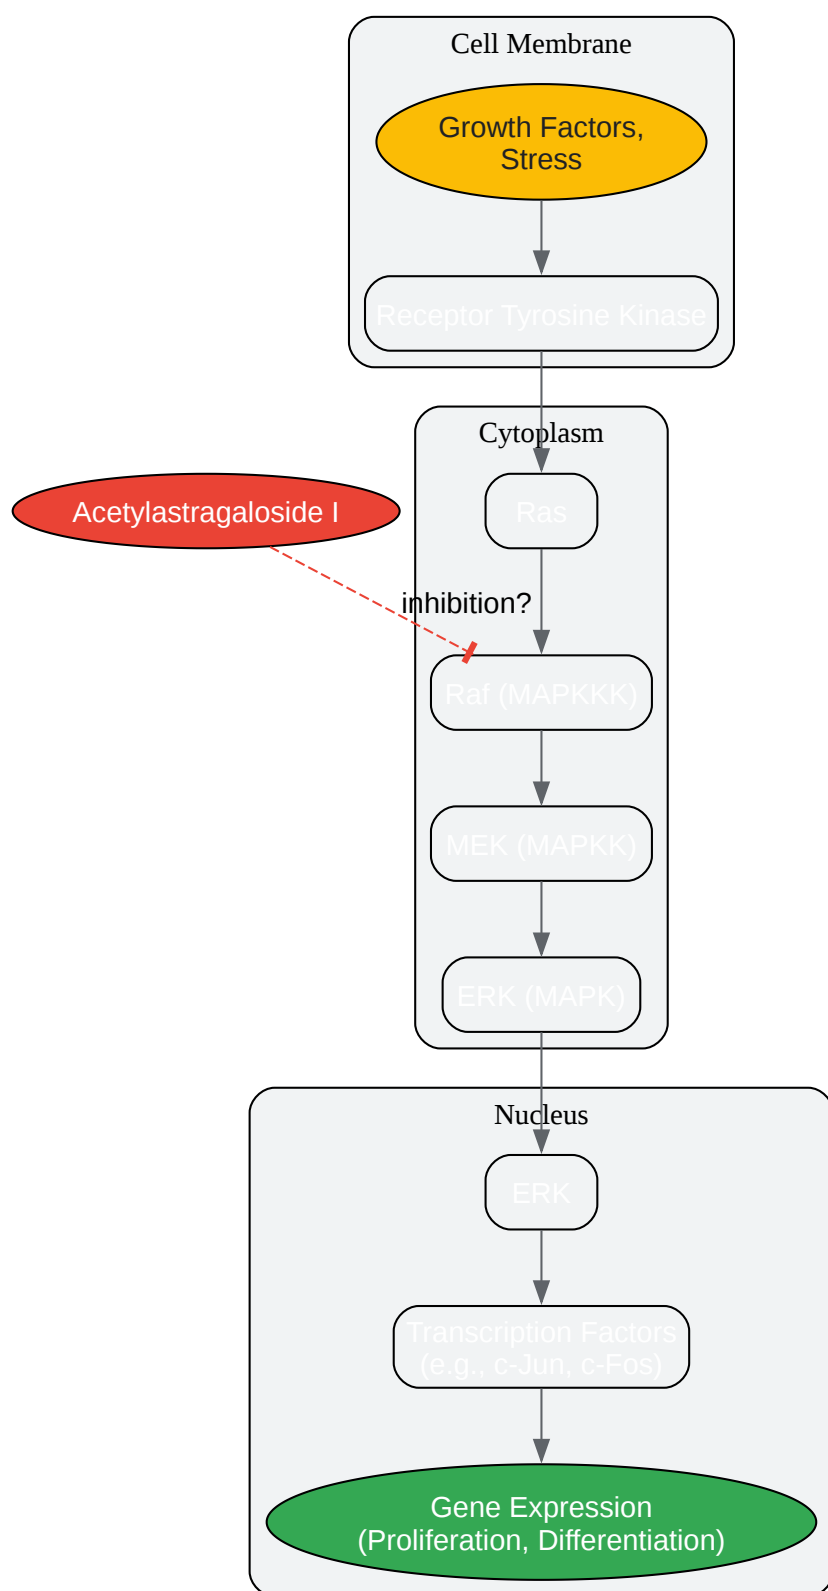 Cell Membrane
Growth Factors,
Stress
Receptor Tyrosine Kinase
Cytoplasm
Acetylastragaloside I
Ras
inhibition?
Raf (MAPKKK)
MEK (MAPKK)
ERK (MAPK)
Nucleus
ERK
Transcription Factors
(e.g., c-Jun, c-Fos)
Gene Expression
(Proliferation, Differentiation)